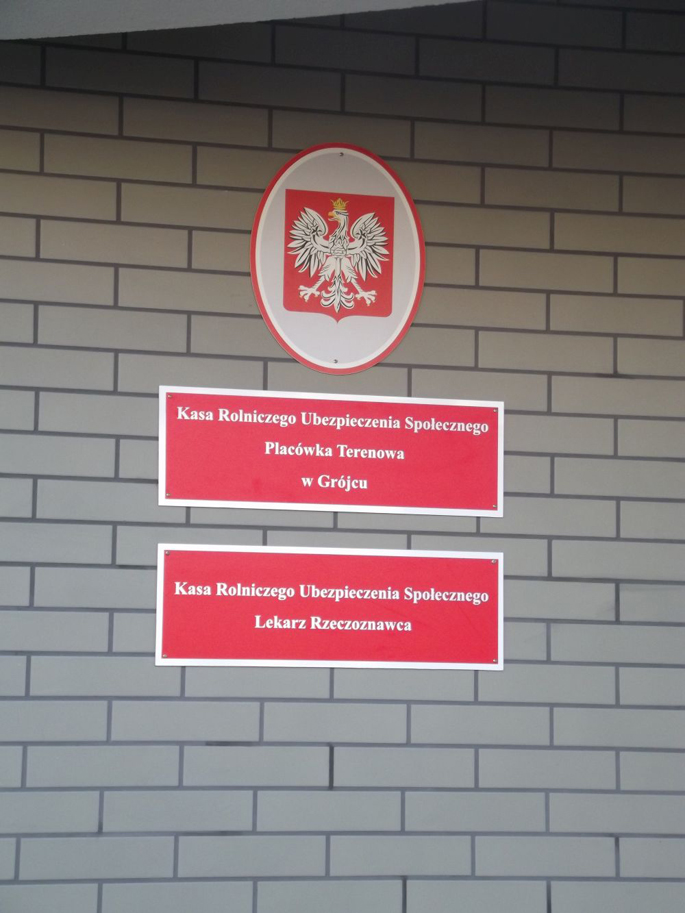 Kasa Rolniczego Ubezpieczenia Społecznego
Placówka Terenowa
w Grójcu
Kasa Rolniczego Ubezpieczenia Społecznego
Lekarz Rzeczoznawca